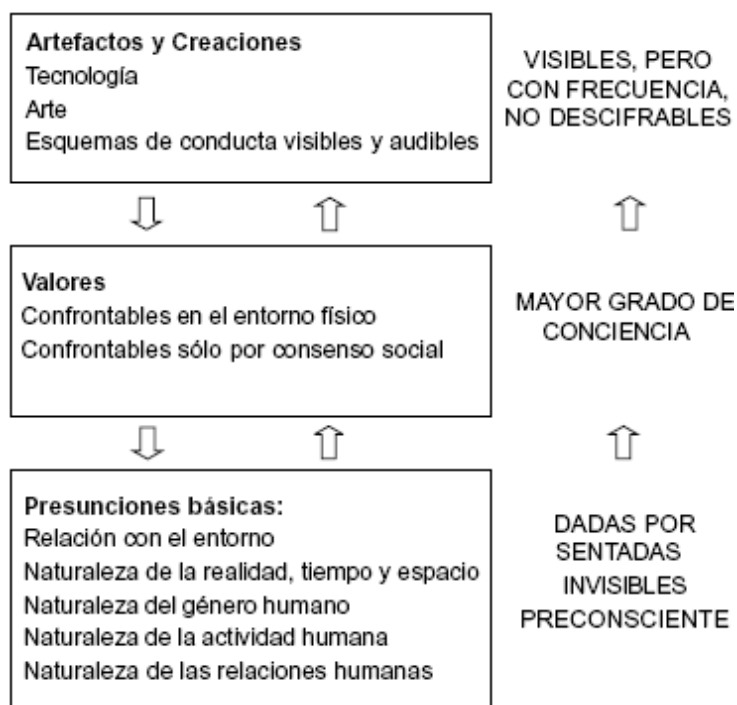 Artefactos y Creaciones
Tecnología
Arte
Esquemas de conducta visibles y audibles
VISIBLES, PERO
CON FRECUENCIA,
NO DESCIFRABLES
Valores
Confrontables en el entorno físico
Confrontables sólo por consenso social
MAYOR GRADO DE
CONCIENCIA
Presunciones básicas:
Relación con el entorno
Naturaleza de la realidad, tiempo y espacio
Naturaleza del género humano
Naturaleza de la actividad humana
Naturaleza de las relaciones humanas
DADAS POR
SENTADAS
INVISIBLES
PRECONSCIENTE